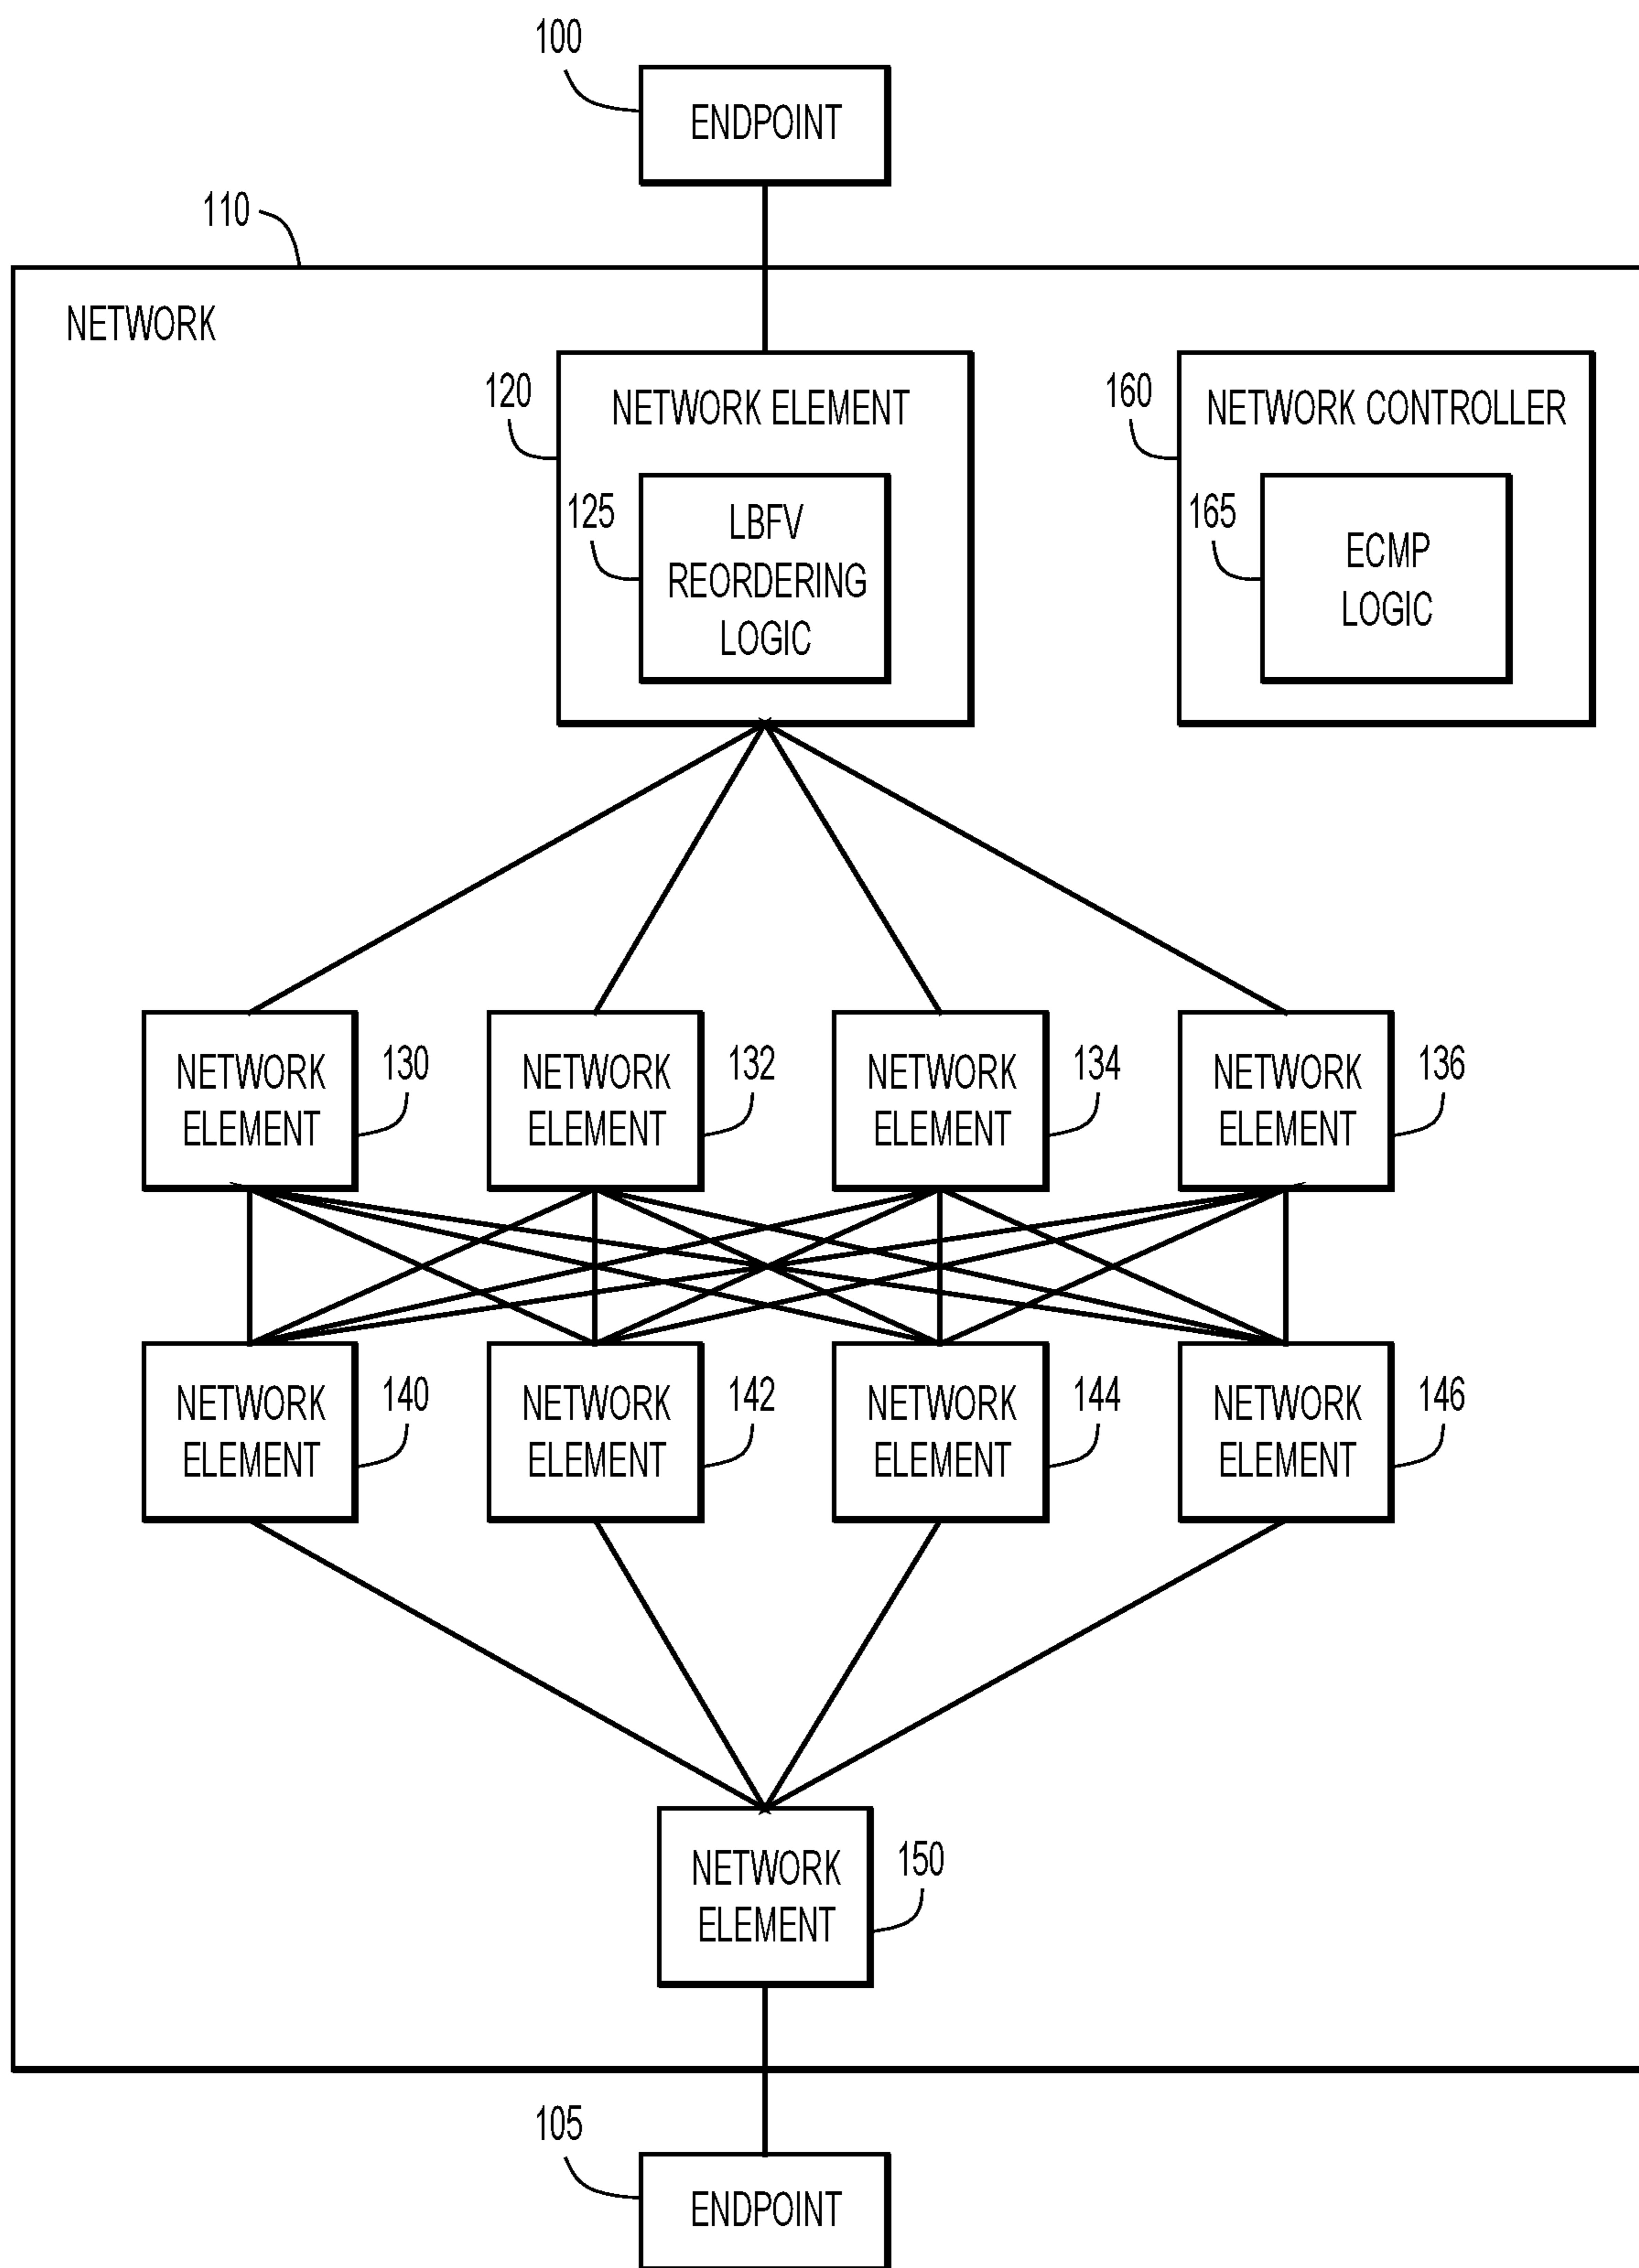 100
ENDPOINT
110
NETWORK
120
NETWORK ELEMENT
160
NETWORK CONTROLLER
125
LBFV
REORDERING
LOGIC
165
ECMP
LOGIC
NETWORK
ELEMENT
130
NETWORK
ELEMENT
132
NETWORK
ELEMENT
134
NETWORK
ELEMENT
136
NETWORK
ELEMENT
140
NETWORK
ELEMENT
142
NETWORK
ELEMENT
144
NETWORK
ELEMENT
146
NETWORK
ELEMENT
150
105
ENDPOINT